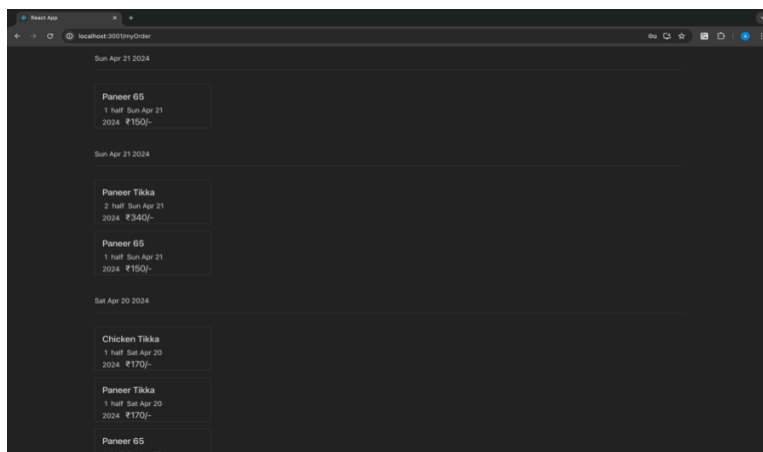 React App
localhost:3001/myOrder
Sun Apr 21 2024
Paneer 65
1 half Sun Apr 21
2024 ₹150/-
Sun Apr 21 2024
Paneer Tikka
2 half Sun Apr 21
2024 ₹340/-
Paneer 65
1 half Sun Apr 21
2024 ₹150/-
Sat Apr 20 2024
Chicken Tikka
1 half Sat Apr 20
2024 ₹170/-
Paneer Tikka
1 half Sat Apr 20
2024 ₹170/-
Paneer 65